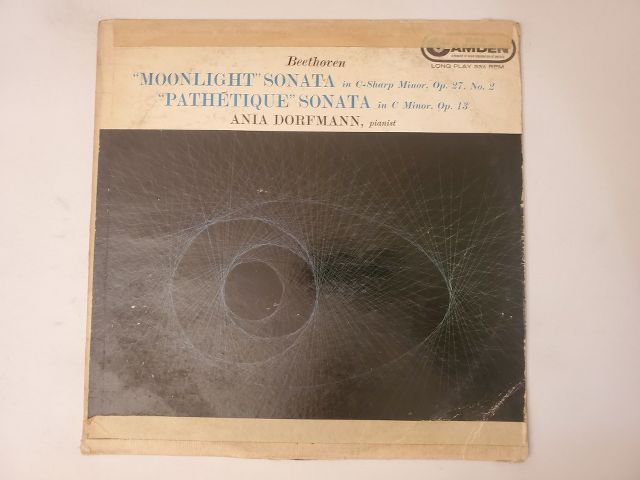 CAMDEN
LONG PLAY 33⅓ RPM
Beethoven
"MOONLIGHT" SONATA in C-Sharp Minor, Op. 27, No. 2
"PATHÉTIQUE" SONATA in C Minor, Op. 13
ANIA DORFMANN, pianist